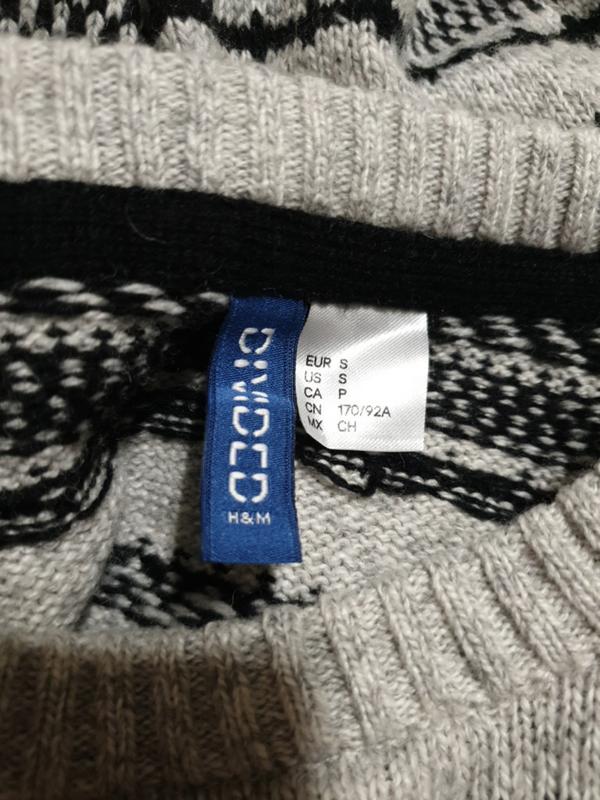 DIVIDED
H&M
EUR S
US S
CA P
CN 170/92A
MX CH